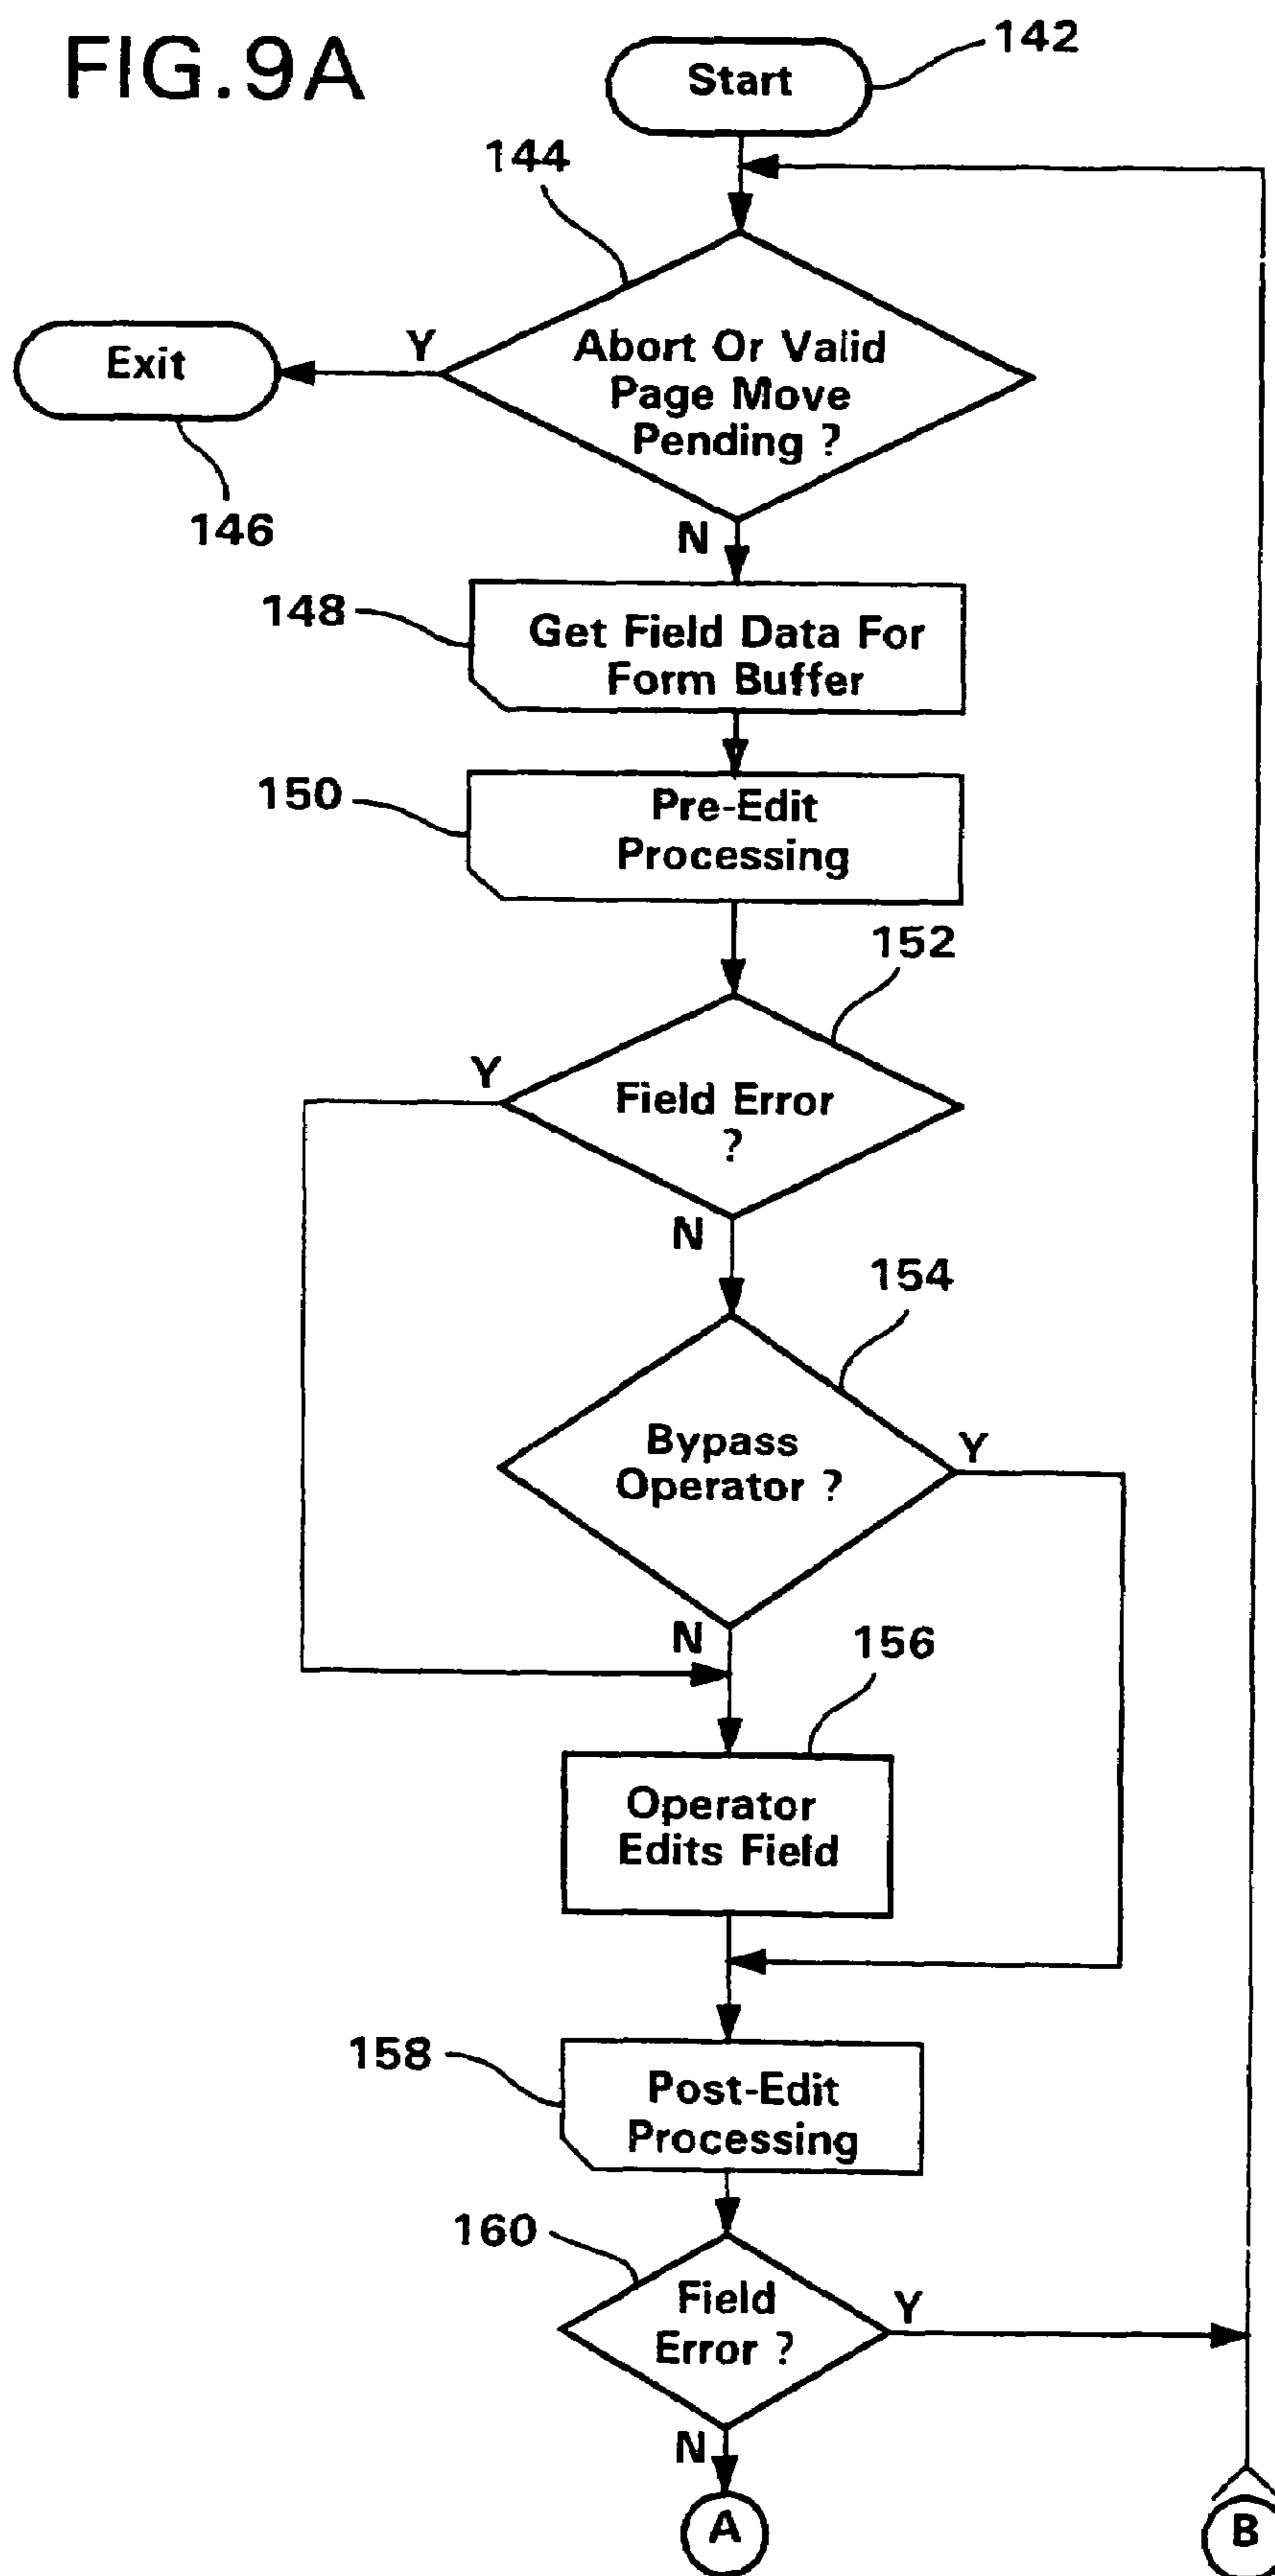 FIG.9A
Start
142
144
Abort Or Valid
Page Move
Pending ?
Y
Exit
146
N
148
Get Field Data For
Form Buffer
150
Pre-Edit
Processing
152
Y
Field Error
?
N
154
Bypass
Operator ?
Y
N
156
Operator
Edits Field
158
Post-Edit
Processing
160
Field
Error ?
Y
N
A
B